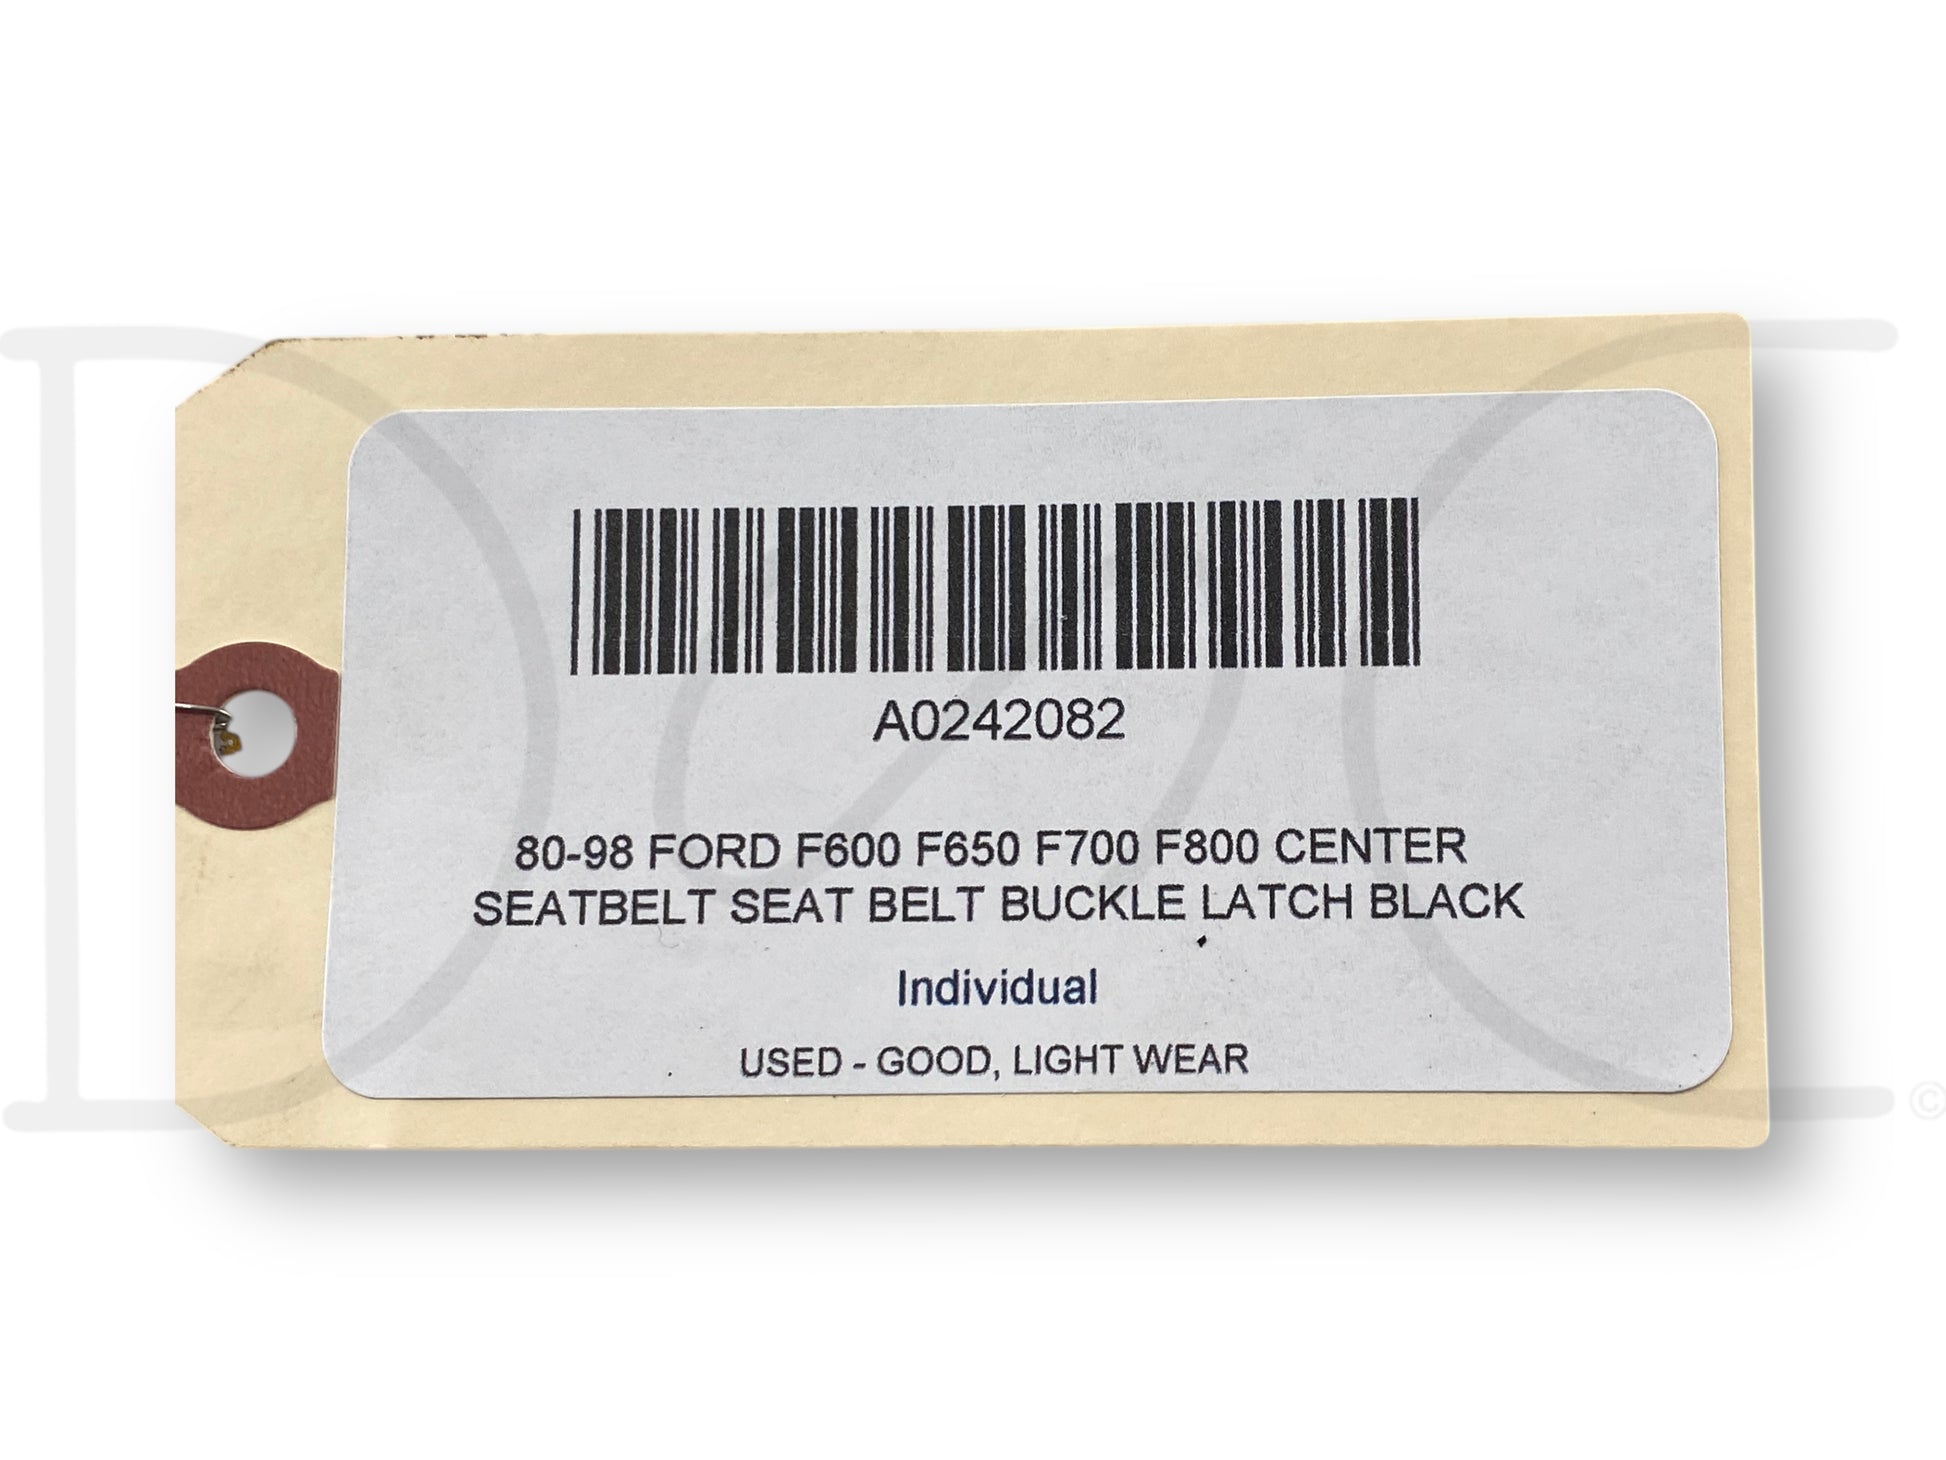 A0242082
80-98 FORD F600 F650 F700 F800 CENTER
SEATBELT SEAT BELT BUCKLE LATCH BLACK
Individual
USED - GOOD, LIGHT WEAR
©